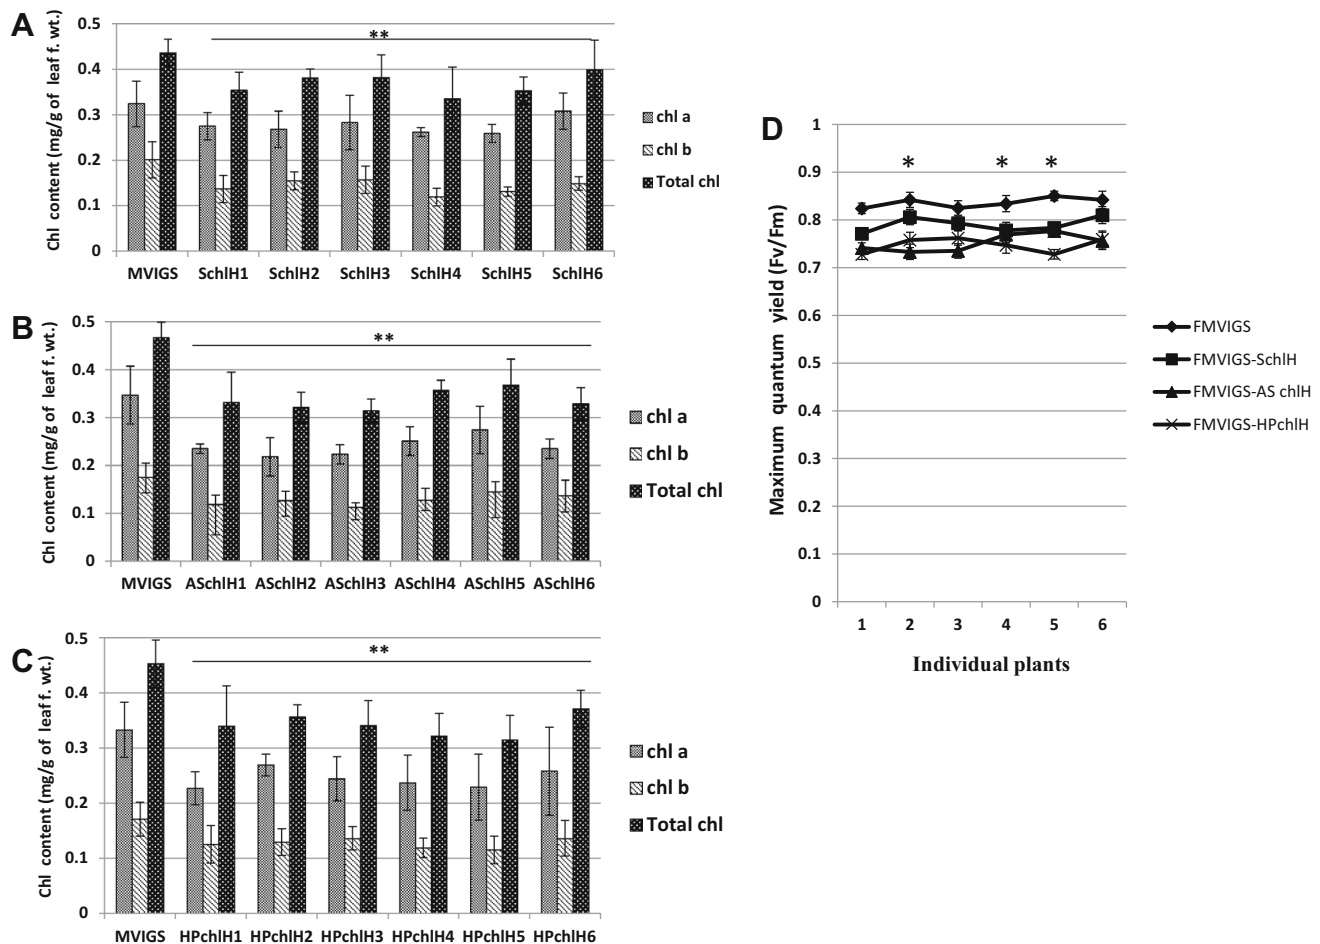 A
Chl content (mg/g of leaf f. wt.)
0.5
0.4
0.3
0.2
0.1
0
**
MVIGS SchlH1 SchlH2 SchlH3 SchlH4 SchlH5 SchlH6
chl a
chl b
Total chl
B
Chl content (mg/g of leaf f. wt.)
0.5
0.4
0.3
0.2
0.1
0
**
MVIGS ASchlH1 ASchlH2 ASchlH3 ASchlH4 ASchlH5 ASchlH6
chl a
chl b
Total chl
C
Chl content (mg/g of leaf f. wt.)
0.5
0.4
0.3
0.2
0.1
0
**
MVIGS HPchlH1 HPchlH2 HPchlH3 HPchlH4 HPchlH5 HPchlH6
chl a
chl b
Total chl
D
Maximum quantum yield (Fv/Fm)
1
0.9
0.8
0.7
0.6
0.5
0.4
0.3
0.2
0.1
0
* * *
1 2 3 4 5 6
Individual plants
FMVIGS
FMVIGS-SchlH
FMVIGS-AS chlH
FMVIGS-HPchlH